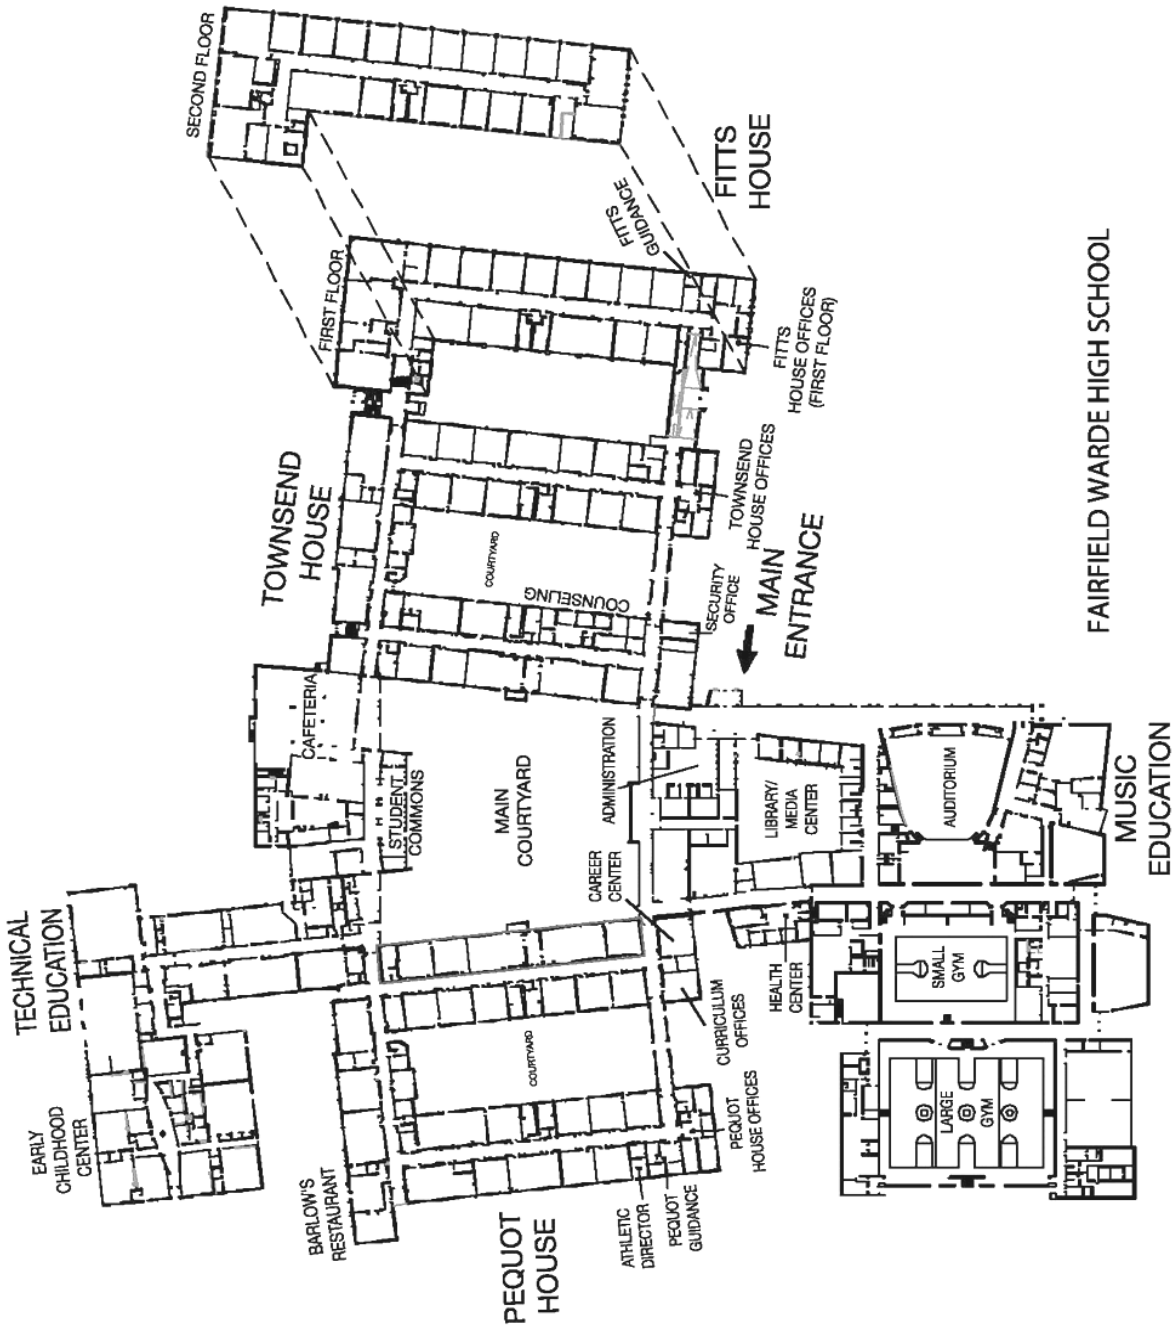 SECOND FLOOR
FITTS
HOUSE
FITTS
GUIDANCE
FIRST FLOOR
FITTS
HOUSE OFFICES
(FIRST FLOOR)
TOWNSEND
HOUSE
TOWNSEND
HOUSE OFFICES
COURTYARD
COUNSELING
SECURITY
OFFICE
MAIN
ENTRANCE
FAIRFIELD WARDE HIGH SCHOOL
CAFETERIA
STUDENT
COMMONS
MAIN
COURTYARD
ADMINISTRATION
LIBRARY/
MEDIA
CENTER
AUDITORIUM
MUSIC
EDUCATION
CAREER
CENTER
TECHNICAL
EDUCATION
HEALTH
CENTER
SMALL
GYM
CURRICULUM
OFFICES
COURTYARD
EARLY
CHILDHOOD
CENTER
PEQUOT
HOUSE OFFICES
LARGE
GYM
BARLOW'S
RESTAURANT
PEQUOT
HOUSE
ATHLETIC
DIRECTOR
PEQUOT
GUIDANCE